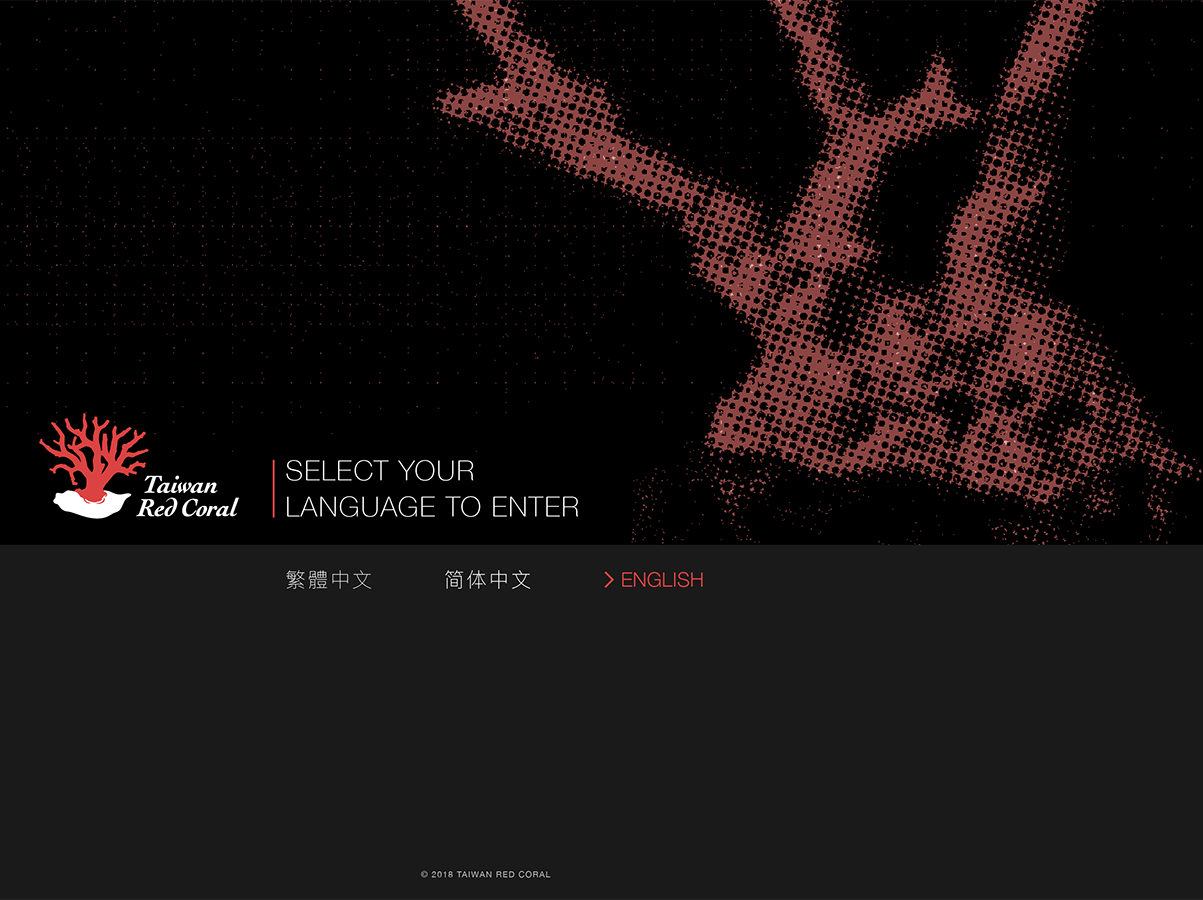 Taiwan
Red Coral
SELECT YOUR
LANGUAGE TO ENTER
繁體中文
简体中文
ENGLISH
© 2018 TAIWAN RED CORAL